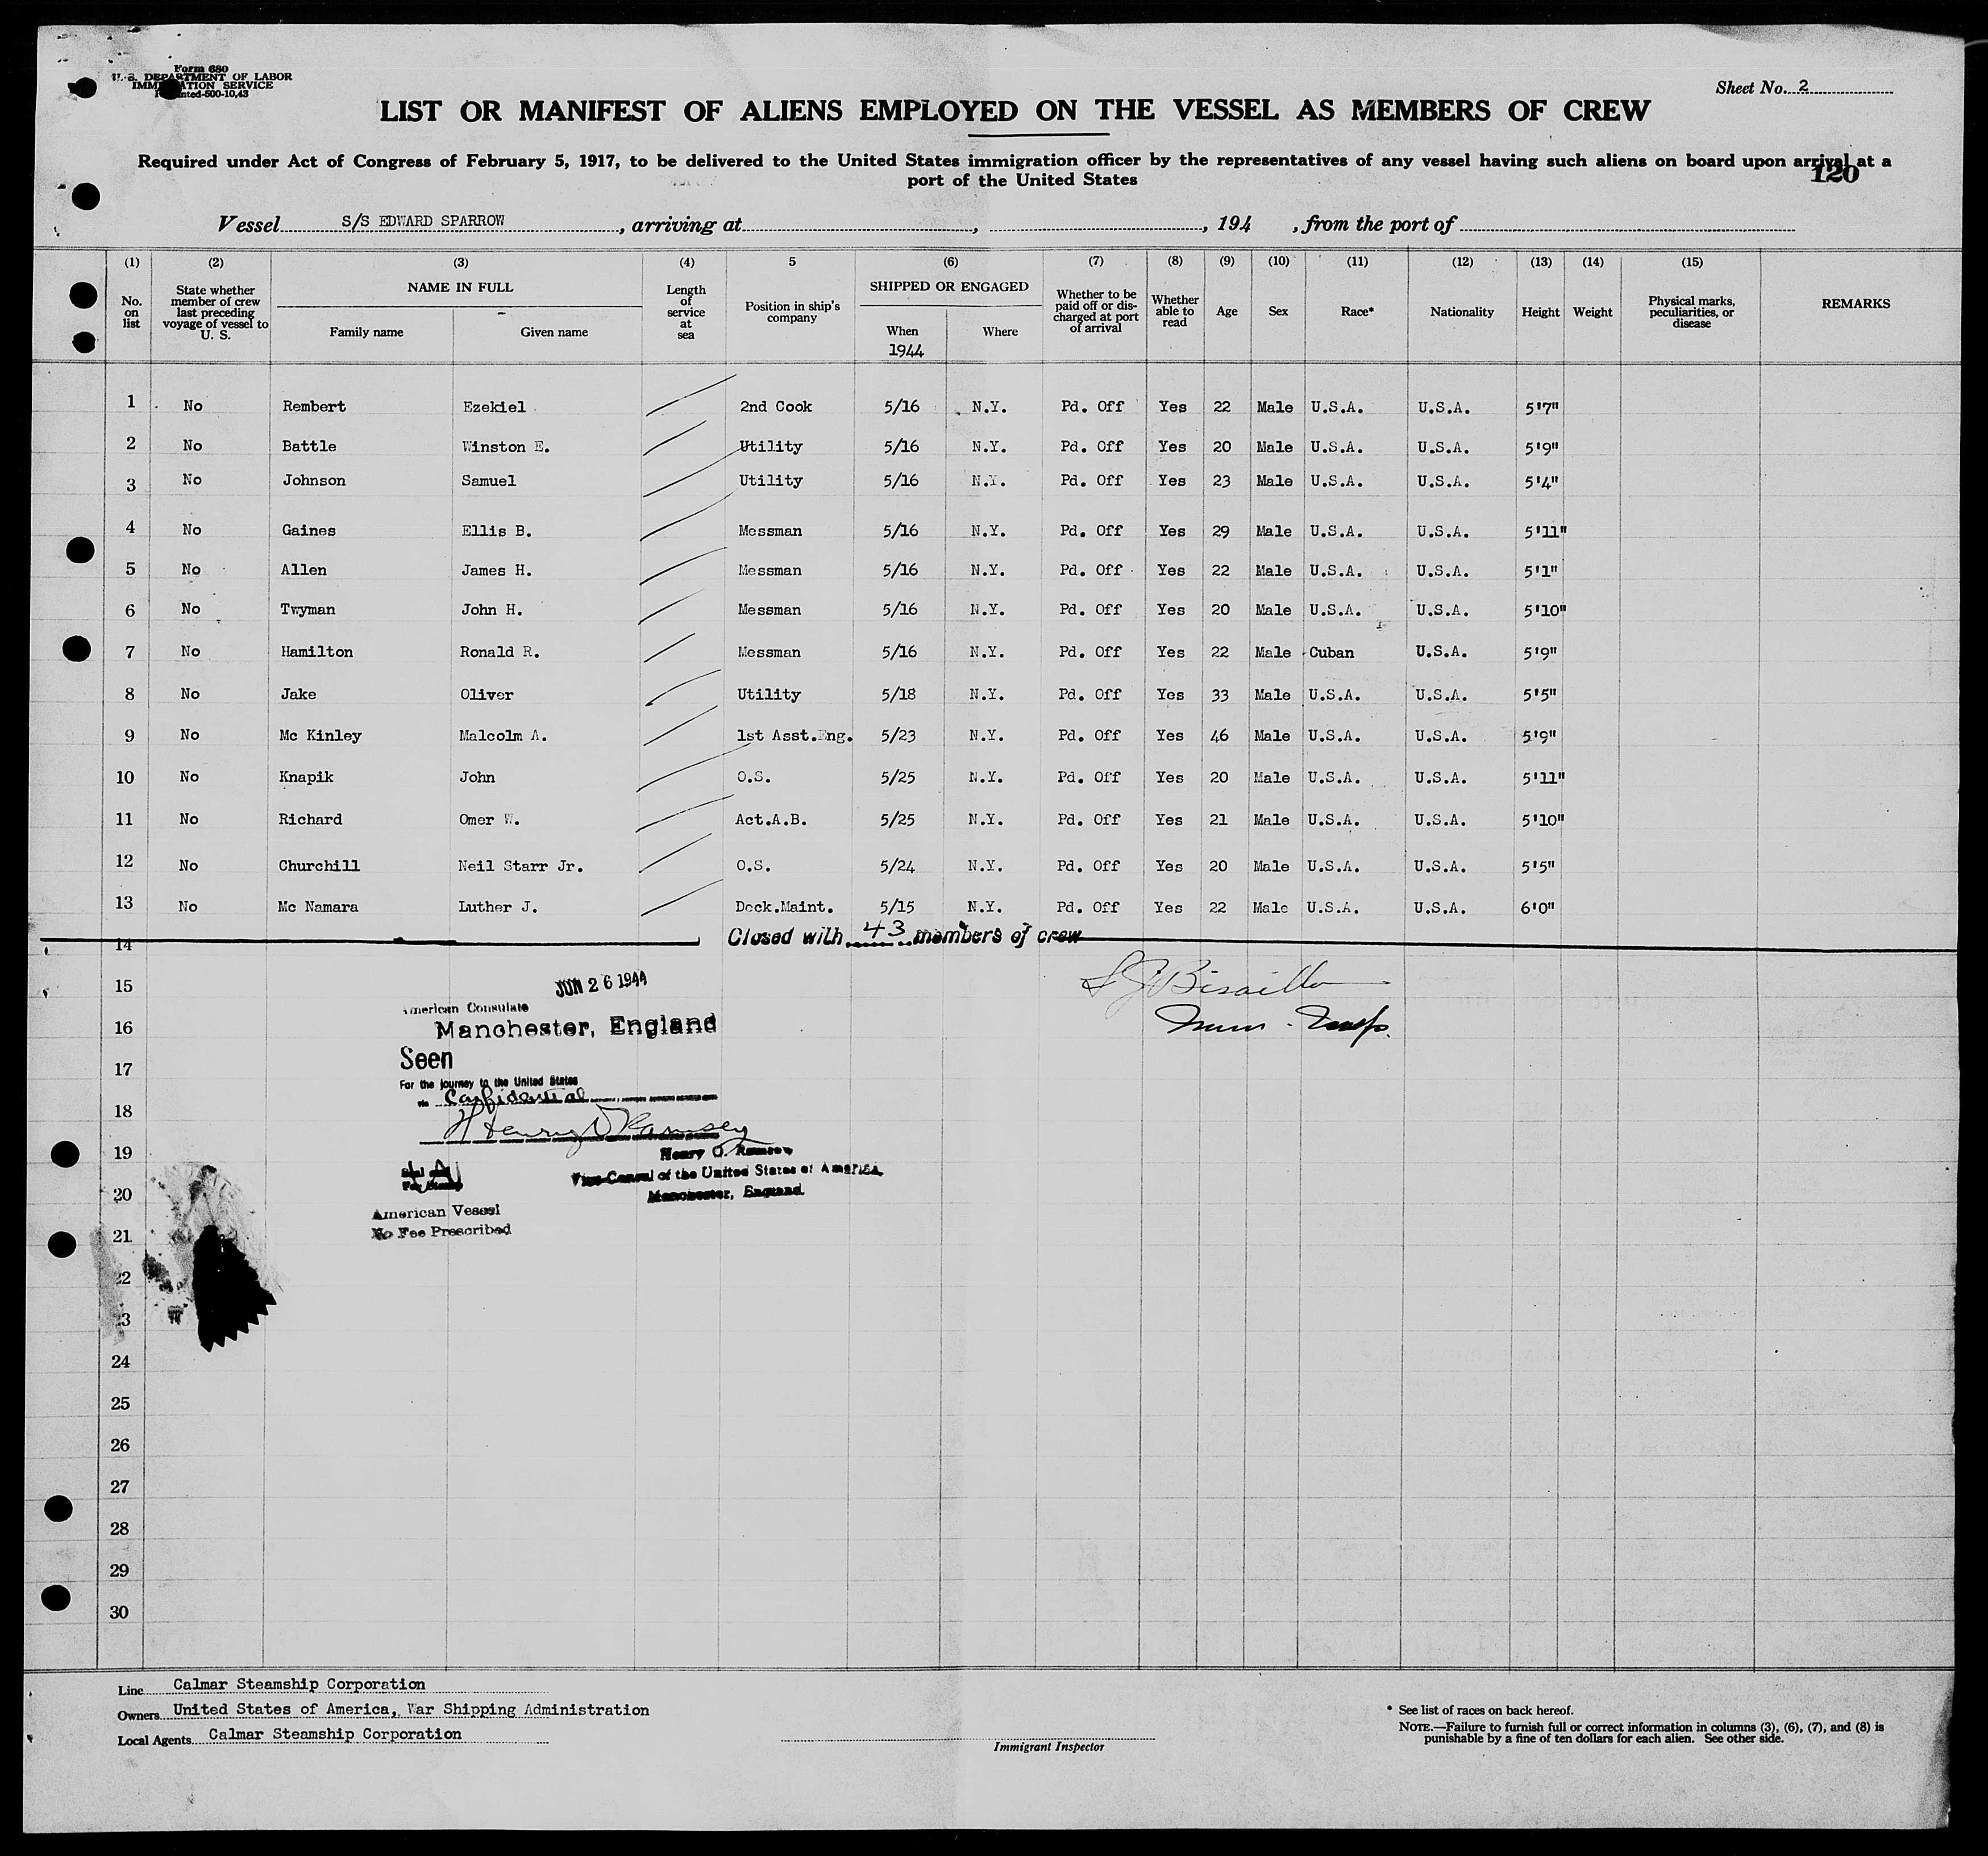 Form 680
U. S. DEPARTMENT OF LABOR
IMMIGRATION SERVICE
Sheet No. 2
LIST OR MANIFEST OF ALIENS EMPLOYED ON THE VESSEL AS MEMBERS OF CREW
Required under Act of Congress of February 5, 1917, to be delivered to the United States immigration officer by the representatives of any vessel having such aliens on board upon arrival at a
port of the United States
120
Vessel S/S EDWARD SPARROW, arriving at , , 194 , from the port of
(1) (2) (3) (4) 5 (6) (7) (8) (9) (10) (11) (12) (13) (14) (15)
No. on list State whether member of crew last preceding voyage of vessel to U. S. NAME IN FULL Family name Given name Length of service at sea Position in ship's company SHIPPED OR ENGAGED When 1944 Where Whether to be paid off or discharged at port of arrival Whether able to read Age Sex Race* Nationality Height Weight Physical marks, peculiarities, or disease REMARKS
1 No Rembert Ezekiel 2nd Cook 5/16 N.Y. Pd. Off Yes 22 Male U.S.A. U.S.A. 5'7"
2 No Battle Winston E. Utility 5/16 N.Y. Pd. Off Yes 20 Male U.S.A. U.S.A. 5'9"
3 No Johnson Samuel Utility 5/16 N.Y. Pd. Off Yes 23 Male U.S.A. U.S.A. 5'4"
4 No Gaines Ellis B. Messman 5/16 N.Y. Pd. Off Yes 29 Male U.S.A. U.S.A. 5'11"
5 No Allen James H. Messman 5/16 N.Y. Pd. Off Yes 22 Male U.S.A. U.S.A. 5'1"
6 No Twyman John H. Messman 5/16 N.Y. Pd. Off Yes 20 Male U.S.A. U.S.A. 5'10"
7 No Hamilton Ronald R. Messman 5/16 N.Y. Pd. Off Yes 22 Male Cuban U.S.A. 5'9"
8 No Jake Oliver Utility 5/18 N.Y. Pd. Off Yes 33 Male U.S.A. U.S.A. 5'5"
9 No Mc Kinley Malcolm A. 1st Asst.Eng. 5/23 N.Y. Pd. Off Yes 46 Male U.S.A. U.S.A. 5'9"
10 No Knapik John O.S. 5/25 N.Y. Pd. Off Yes 20 Male U.S.A. U.S.A. 5'11"
11 No Richard Omer W. Act.A.B. 5/25 N.Y. Pd. Off Yes 21 Male U.S.A. U.S.A. 5'10"
12 No Churchill Neil Starr Jr. O.S. 5/24 N.Y. Pd. Off Yes 20 Male U.S.A. U.S.A. 5'5"
13 No Mc Namara Luther J. Deck.Maint. 5/15 N.Y. Pd. Off Yes 22 Male U.S.A. U.S.A. 6'0"
14 Closed with 43 members of crew
15 JUN 26 1944
American Consulate
16 Manchester, England
Seen
17 For the journey to the United States
via Confidential
18
19 Henry O. Ramsey
Vice Consul of the United States of America
20 Manchester, England.
American Vessel
21 No Fee Prescribed
22
23
24
25
26
27
28
29
30
Line Calmar Steamship Corporation
Owners United States of America, War Shipping Administration
Local Agents Calmar Steamship Corporation
Immigrant Inspector
* See list of races on back hereof.
NOTE.—Failure to furnish full or correct information in columns (3), (6), (7), and (8) is
punishable by a fine of ten dollars for each alien. See other side.